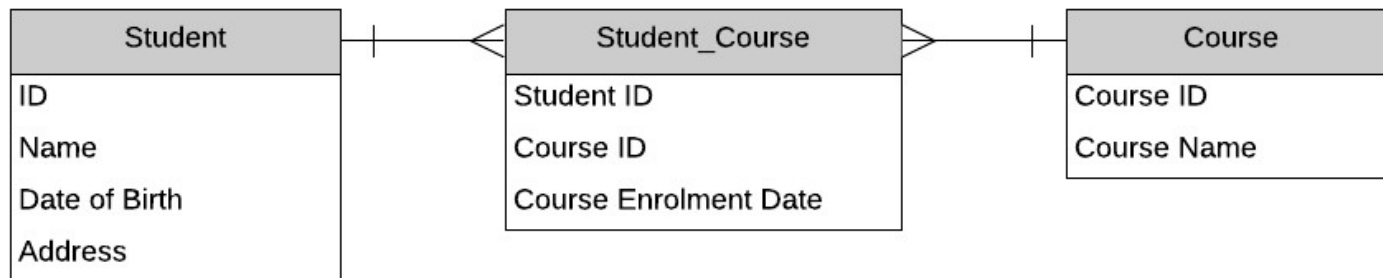 Student
ID
Name
Date of Birth
Address
Student_Course
Student ID
Course ID
Course Enrolment Date
Course
Course ID
Course Name